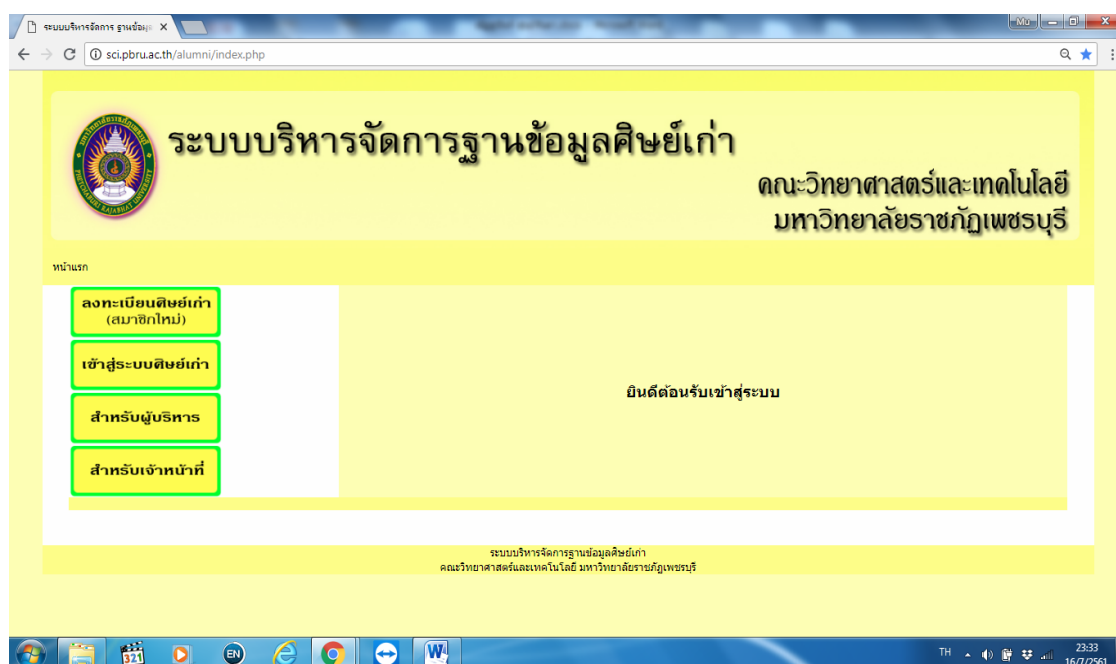 ระบบบริหารจัดการ ฐานข้อมูล
Mu
sci.pbru.ac.th/alumni/index.php
ระบบบริหารจัดการฐานข้อมูลศิษย์เก่า
คณะวิทยาศาสตร์และเทคโนโลยี
มหาวิทยาลัยราชภัฏเพชรบุรี
หน้าแรก
ลงทะเบียนศิษย์เก่า
(สมาชิกใหม่)
เข้าสู่ระบบศิษย์เก่า
สำหรับผู้บริหาร
สำหรับเจ้าหน้าที่
ยินดีต้อนรับเข้าสู่ระบบ
ระบบบริหารจัดการฐานข้อมูลศิษย์เก่า
คณะวิทยาศาสตร์และเทคโนโลยี มหาวิทยาลัยราชภัฏเพชรบุรี
321
EN
TH
23:33
16/7/2561